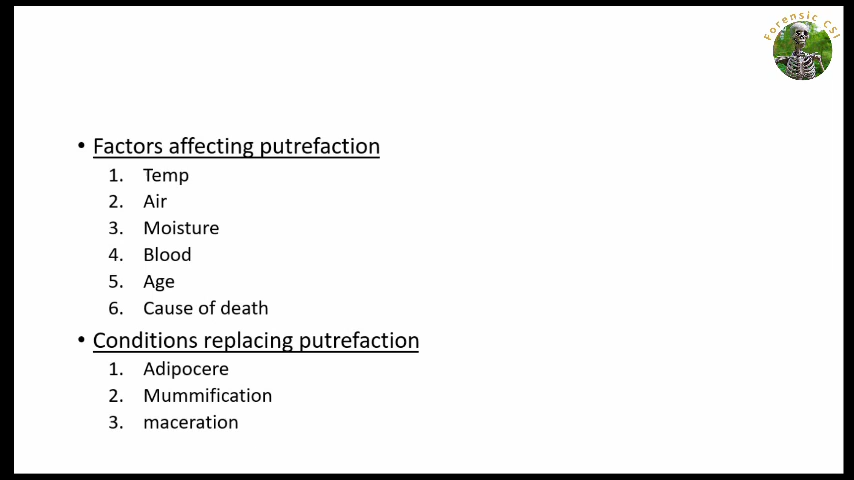 Forensic CSI
• Factors affecting putrefaction
1. Temp
2. Air
3. Moisture
4. Blood
5. Age
6. Cause of death
• Conditions replacing putrefaction
1. Adipocere
2. Mummification
3. maceration